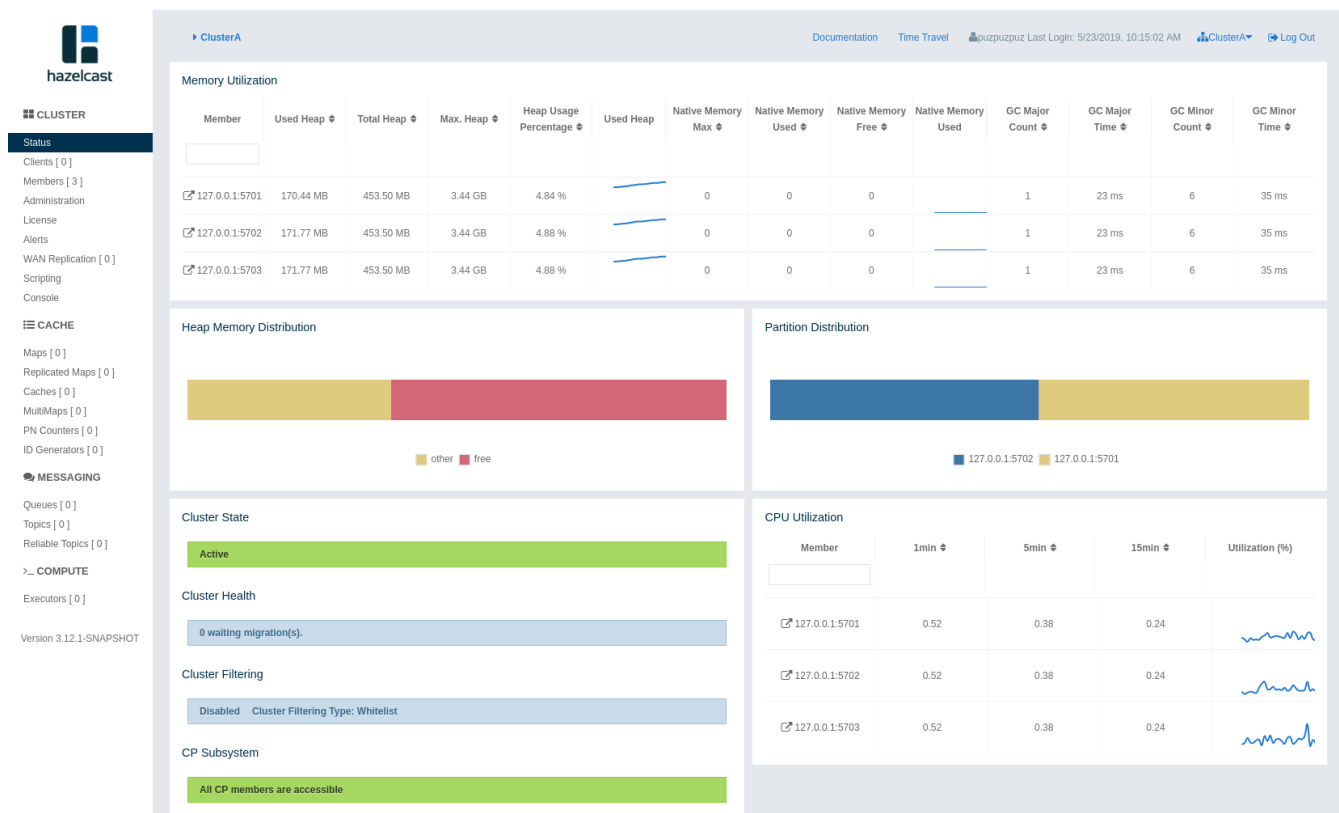 hazelcast
CLUSTER
Status
Clients [ 0 ]
Members [ 3 ]
Administration
License
Alerts
WAN Replication [ 0 ]
Scripting
Console
CACHE
Maps [ 0 ]
Replicated Maps [ 0 ]
Caches [ 0 ]
MultiMaps [ 0 ]
PN Counters [ 0 ]
ID Generators [ 0 ]
MESSAGING
Queues [ 0 ]
Topics [ 0 ]
Reliable Topics [ 0 ]
COMPUTE
Executors [ 0 ]
Version 3.12.1-SNAPSHOT
ClusterA Documentation Time Travel puzpuzpuz Last Login: 5/23/2019, 10:15:02 AM ClusterA Log Out
Memory Utilization
Member Used Heap Total Heap Max. Heap Heap Usage Percentage Used Heap Native Memory Max Native Memory Used Native Memory Free Native Memory Used GC Major Count GC Major Time GC Minor Count GC Minor Time
127.0.0.1:5701 170.44 MB 453.50 MB 3.44 GB 4.84 % 0 0 0 1 23 ms 6 35 ms
127.0.0.1:5702 171.77 MB 453.50 MB 3.44 GB 4.88 % 0 0 0 1 23 ms 6 35 ms
127.0.0.1:5703 171.77 MB 453.50 MB 3.44 GB 4.88 % 0 0 0 1 23 ms 6 35 ms
Heap Memory Distribution
other free
Partition Distribution
127.0.0.1:5702 127.0.0.1:5701
Cluster State
Active
Cluster Health
0 waiting migration(s).
Cluster Filtering
Disabled Cluster Filtering Type: Whitelist
CP Subsystem
All CP members are accessible
CPU Utilization
Member 1min 5min 15min Utilization (%)
127.0.0.1:5701 0.52 0.38 0.24
127.0.0.1:5702 0.52 0.38 0.24
127.0.0.1:5703 0.52 0.38 0.24